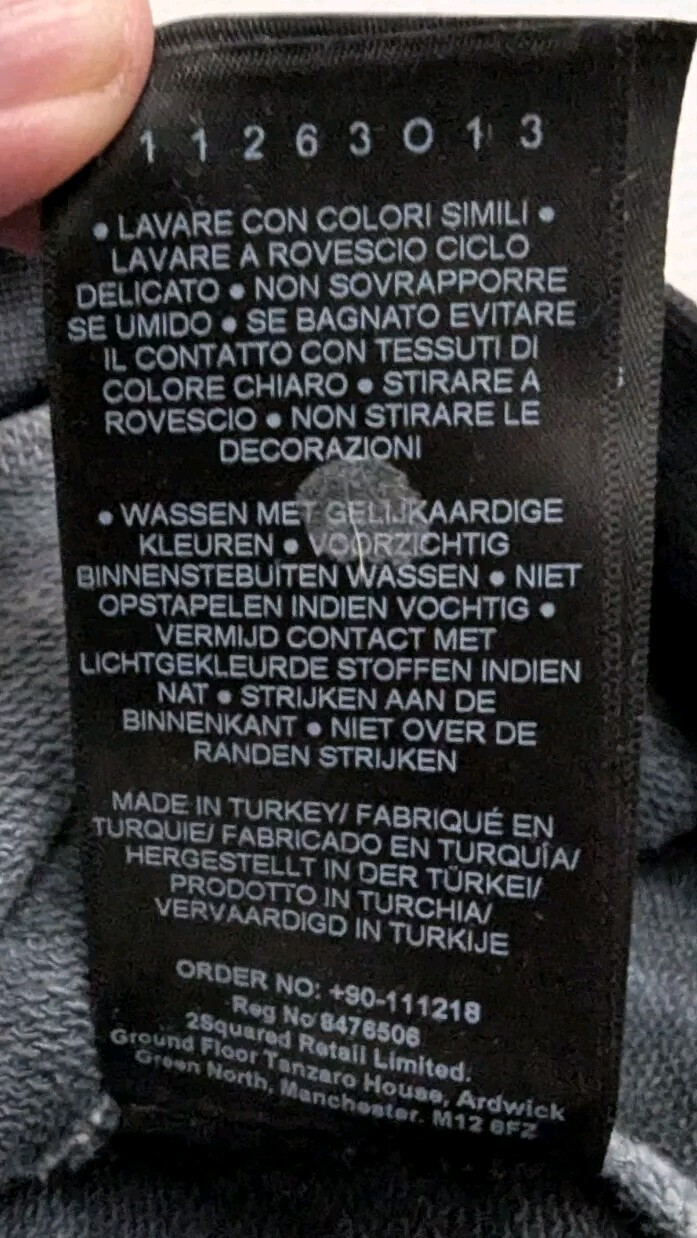 1 1 2 6 3 0 1 3
• LAVARE CON COLORI SIMILI •
LAVARE A ROVESCIO CICLO
DELICATO • NON SOVRAPPORRE
SE UMIDO • SE BAGNATO EVITARE
IL CONTATTO CON TESSUTI DI
COLORE CHIARO • STIRARE A
ROVESCIO • NON STIRARE LE
DECORAZIONI
• WASSEN MET GELIJKAARDIGE
KLEUREN • VOORZICHTIG
BINNENSTEBUITEN WASSEN • NIET
OPSTAPELEN INDIEN VOCHTIG •
VERMIJD CONTACT MET
LICHTGEKLEURDE STOFFEN INDIEN
NAT • STRIJKEN AAN DE
BINNENKANT • NIET OVER DE
RANDEN STRIJKEN
MADE IN TURKEY/ FABRIQUÉ EN
TURQUIE/ FABRICADO EN TURQUÎA/
HERGESTELLT IN DER TÜRKEI/
PRODOTTO IN TURCHIA/
VERVAARDIGD IN TURKIJE
ORDER NO: +90-111218
Reg No 8476506
2Squared Retail Limited.
Ground Floor Tanzaro House, Ardwick
Green North, Manchester. M12 6FZ